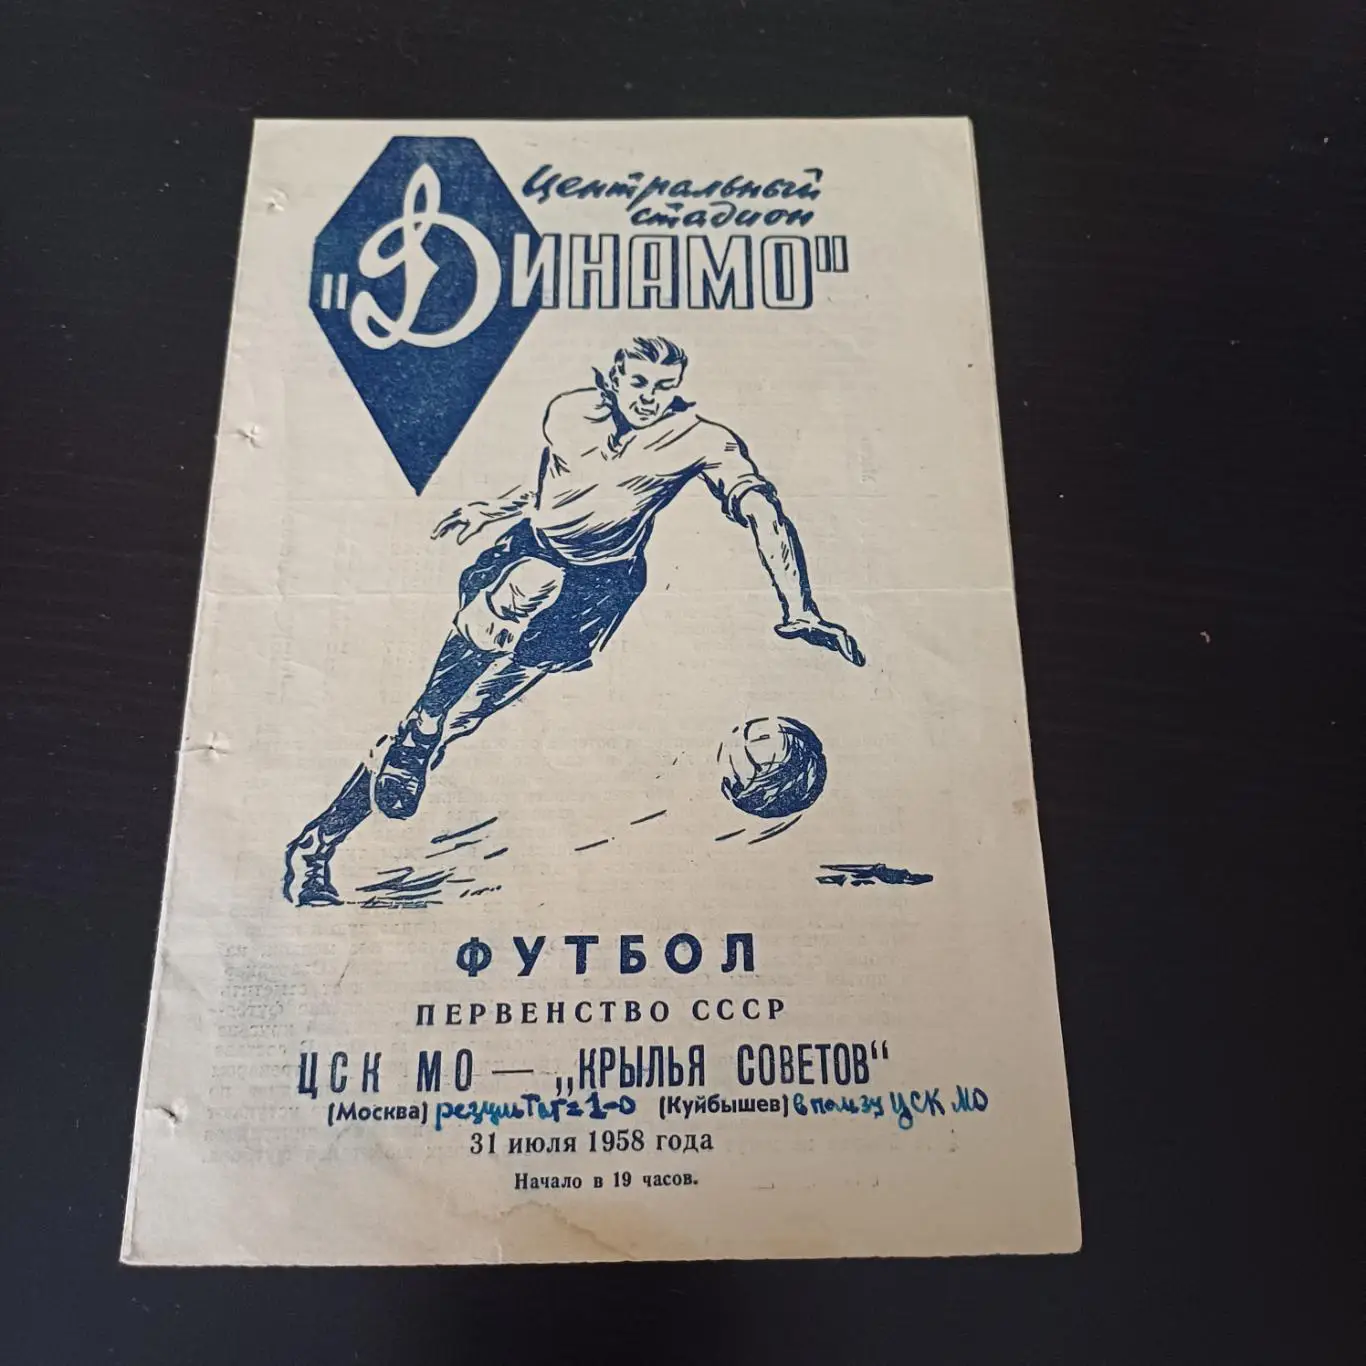 Центральный
стадион
"Динамо"
ФУТБОЛ
ПЕРВЕНСТВО СССР
ЦСК МО — „КРЫЛЬЯ СОВЕТОВ“
(Москва) результат=1-0 (Куйбышев) в пользу ЦСК МО
31 июля 1958 года
Начало в 19 часов.